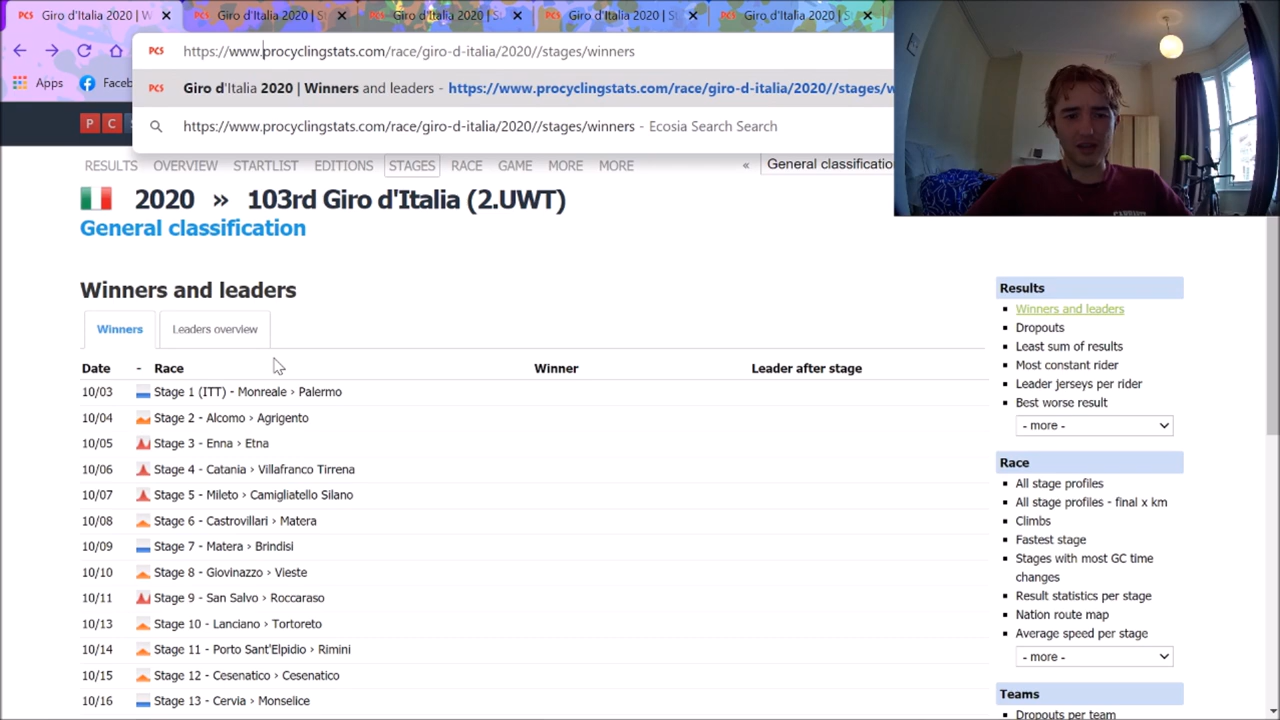 Giro d'Italia 2020 | W
Giro d'Italia 2020 | St
Giro d'Italia 2020 | St
Giro d'Italia 2020 | St
Giro d'Italia 2020 | St
PCS https://www.procyclingstats.com/race/giro-d-italia/2020//stages/winners
Apps Faceb
PCS Giro d'Italia 2020 | Winners and leaders - https://www.procyclingstats.com/race/giro-d-italia/2020//stages/w
https://www.procyclingstats.com/race/giro-d-italia/2020//stages/winners - Ecosia Search Search
P C
RESULTS OVERVIEW STARTLIST EDITIONS STAGES RACE GAME MORE MORE « General classificatio
2020 » 103rd Giro d'Italia (2.UWT)
General classification
Winners and leaders
Winners Leaders overview
Date - Race Winner Leader after stage
10/03 Stage 1 (ITT) - Monreale › Palermo
10/04 Stage 2 - Alcomo › Agrigento
10/05 Stage 3 - Enna › Etna
10/06 Stage 4 - Catania › Villafranco Tirrena
10/07 Stage 5 - Mileto › Camigliatello Silano
10/08 Stage 6 - Castrovillari › Matera
10/09 Stage 7 - Matera › Brindisi
10/10 Stage 8 - Giovinazzo › Vieste
10/11 Stage 9 - San Salvo › Roccaraso
10/13 Stage 10 - Lanciano › Tortoreto
10/14 Stage 11 - Porto Sant'Elpidio › Rimini
10/15 Stage 12 - Cesenatico › Cesenatico
10/16 Stage 13 - Cervia › Monselice
Results
Winners and leaders
Dropouts
Least sum of results
Most constant rider
Leader jerseys per rider
Best worse result
- more -
Race
All stage profiles
All stage profiles - final x km
Climbs
Fastest stage
Stages with most GC time
changes
Result statistics per stage
Nation route map
Average speed per stage
- more -
Teams
Dropouts per team